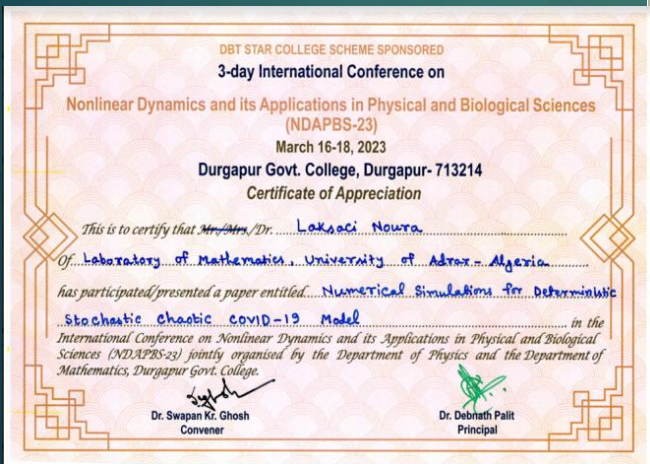 DBT STAR COLLEGE SCHEME SPONSORED
3-day International Conference on
Nonlinear Dynamics and its Applications in Physical and Biological Sciences
(NDAPBS-23)
March 16-18, 2023
Durgapur Govt. College, Durgapur- 713214
Certificate of Appreciation
This is to certify that Mr./Mrs./Dr. Laksaci Noura
Of Laboratory of Mathematics, University of Adrar - Algeria
has participated/presented a paper entitled Numerical Simulations for Deterministic
Stochastic Chaotic COVID-19 Model in the
International Conference on Nonlinear Dynamics and its Applications in Physical and Biological
Sciences (NDAPBS-23) jointly organised by the Department of Physics and the Department of
Mathematics, Durgapur Govt. College.
Dr. Swapan Kr. Ghosh
Convener
Dr. Debnath Palit
Principal